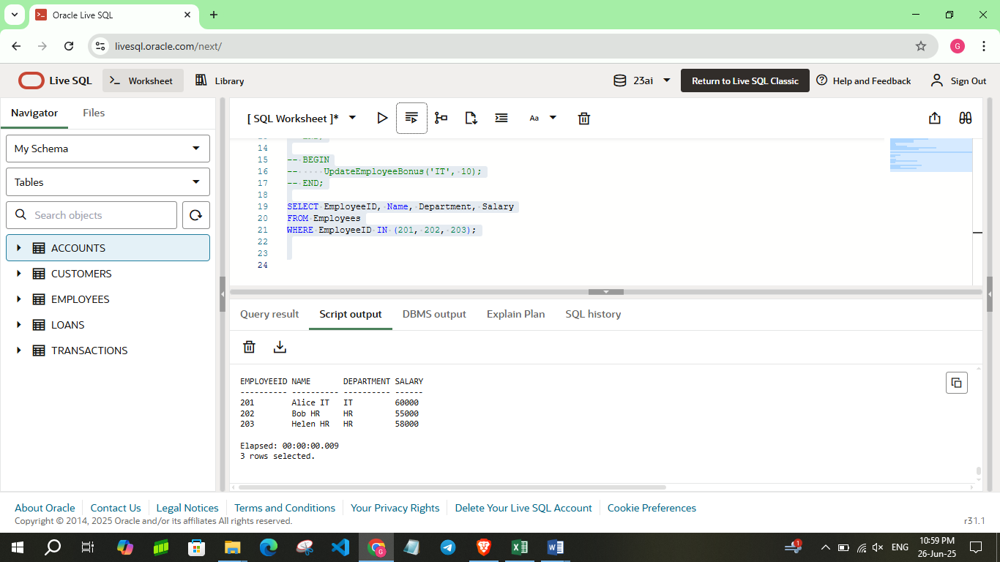 Oracle Live SQL
livesql.oracle.com/next/
G
Live SQL
Worksheet
Library
23ai
Return to Live SQL Classic
Help and Feedback
Sign Out
Navigator
Files
My Schema
Tables
Search objects
ACCOUNTS
CUSTOMERS
EMPLOYEES
LOANS
TRANSACTIONS
[ SQL Worksheet ]*
Aa
14
15 -- BEGIN
16 --     UpdateEmployeeBonus('IT', 10);
17 -- END;
18
19 SELECT EmployeeID, Name, Department, Salary
20 FROM Employees
21 WHERE EmployeeID IN (201, 202, 203);
22
23
24
Query result Script output DBMS output Explain Plan SQL history
EMPLOYEEID NAME       DEPARTMENT SALARY
---------- ---------- ---------- ------
201        Alice IT   IT         60000
202        Bob HR     HR         55000
203        Helen HR   HR         58000
Elapsed: 00:00:00.009
3 rows selected.
About Oracle Contact Us Legal Notices Terms and Conditions Your Privacy Rights Delete Your Live SQL Account Cookie Preferences
Copyright © 2014, 2025 Oracle and/or its affiliates All rights reserved.
r31.1
1
ENG
10:59 PM
26-Jun-25